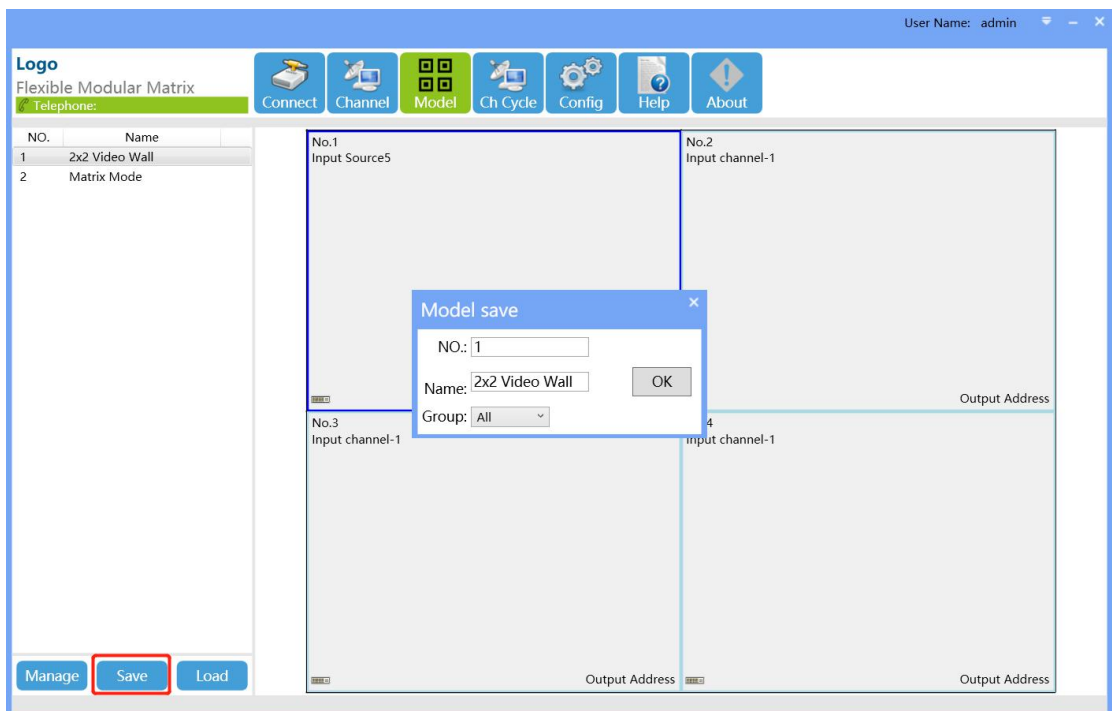 User Name: admin
Logo
Flexible Modular Matrix
Telephone:
Connect
Channel
Model
Ch Cycle
Config
Help
About
NO. Name
1 2x2 Video Wall
2 Matrix Mode
No.1
Input Source5
No.2
Input channel-1
Model save
NO.: 1
Name: 2x2 Video Wall
OK
Group: All
Output Address
No.3
Input channel-1
4
Input channel-1
Manage
Save
Load
Output Address
Output Address